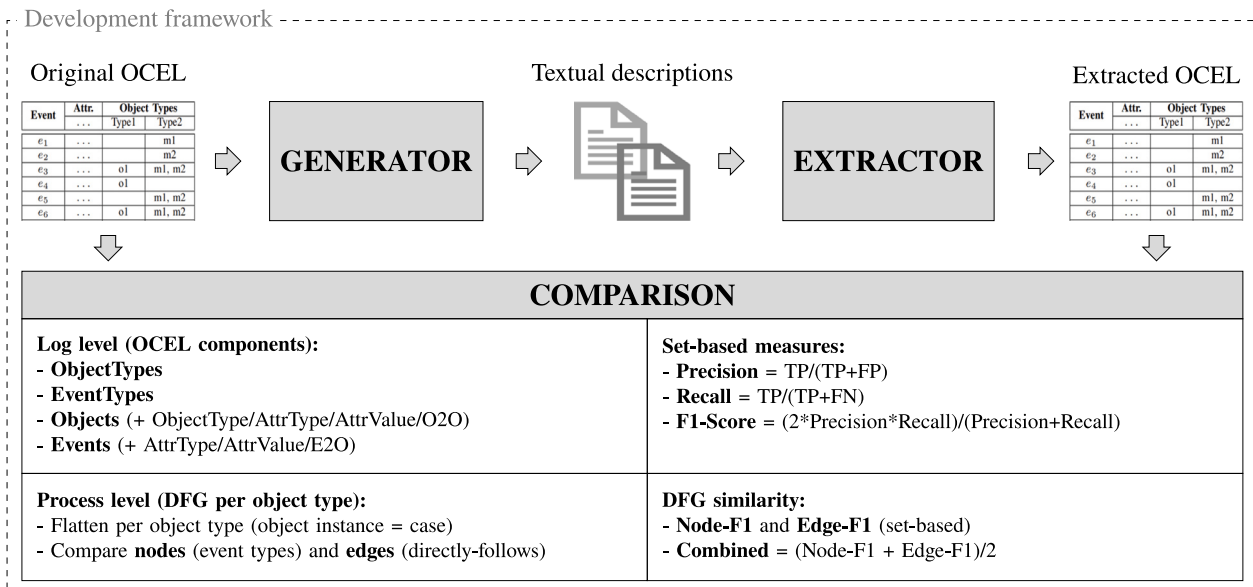 Development framework
Original OCEL
Textual descriptions
Extracted OCEL
Event Attr. Object Types
... Type1 Type2
e1 ... m1
e2 ... m2
e3 ... o1 m1, m2
e4 ... o1
e5 ... m1, m2
e6 ... o1 m1, m2
GENERATOR
EXTRACTOR
Event Attr. Object Types
... Type1 Type2
e1 ... m1
e2 ... m2
e3 ... o1 m1, m2
e4 ... o1
e5 ... m1, m2
e6 ... o1 m1, m2
COMPARISON
Log level (OCEL components):
- ObjectTypes
- EventTypes
- Objects (+ ObjectType/AttrType/AttrValue/O2O)
- Events (+ AttrType/AttrValue/E2O)
Set-based measures:
- Precision = TP/(TP+FP)
- Recall = TP/(TP+FN)
- F1-Score = (2*Precision*Recall)/(Precision+Recall)
Process level (DFG per object type):
- Flatten per object type (object instance = case)
- Compare nodes (event types) and edges (directly-follows)
DFG similarity:
- Node-F1 and Edge-F1 (set-based)
- Combined = (Node-F1 + Edge-F1)/2